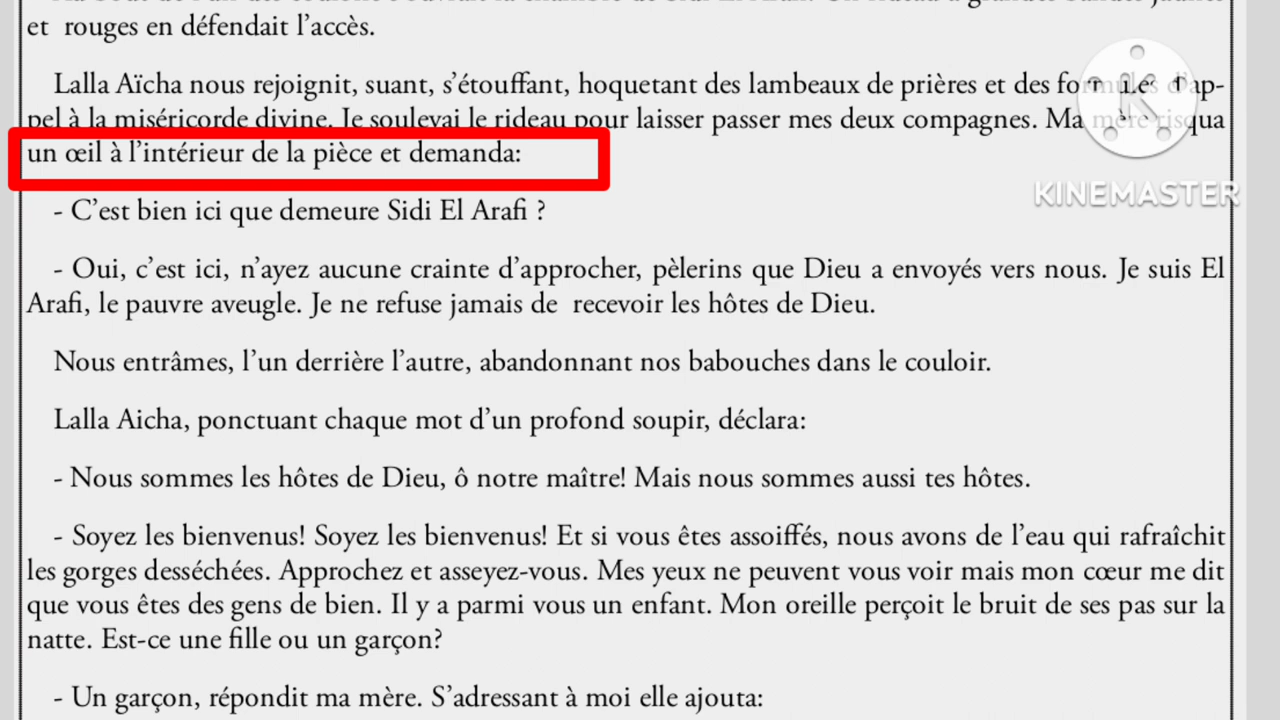 et rouges en défendait l'accès.
Lalla Aïcha nous rejoignit, suant, s'étouffant, hoquetant des lambeaux de prières et des formules d'ap-
pel à la miséricorde divine. Je soulevai le rideau pour laisser passer mes deux compagnes. Ma mère risqua
un œil à l'intérieur de la pièce et demanda:
- C'est bien ici que demeure Sidi El Arafi ?
- Oui, c'est ici, n'ayez aucune crainte d'approcher, pèlerins que Dieu a envoyés vers nous. Je suis El
Arafi, le pauvre aveugle. Je ne refuse jamais de recevoir les hôtes de Dieu.
Nous entrâmes, l'un derrière l'autre, abandonnant nos babouches dans le couloir.
Lalla Aicha, ponctuant chaque mot d'un profond soupir, déclara:
- Nous sommes les hôtes de Dieu, ô notre maître! Mais nous sommes aussi tes hôtes.
- Soyez les bienvenus! Soyez les bienvenus! Et si vous êtes assoiffés, nous avons de l'eau qui rafraîchit
les gorges desséchées. Approchez et asseyez-vous. Mes yeux ne peuvent vous voir mais mon cœur me dit
que vous êtes des gens de bien. Il y a parmi vous un enfant. Mon oreille perçoit le bruit de ses pas sur la
natte. Est-ce une fille ou un garçon?
- Un garçon, répondit ma mère. S'adressant à moi elle ajouta:
K
KINEMASTER